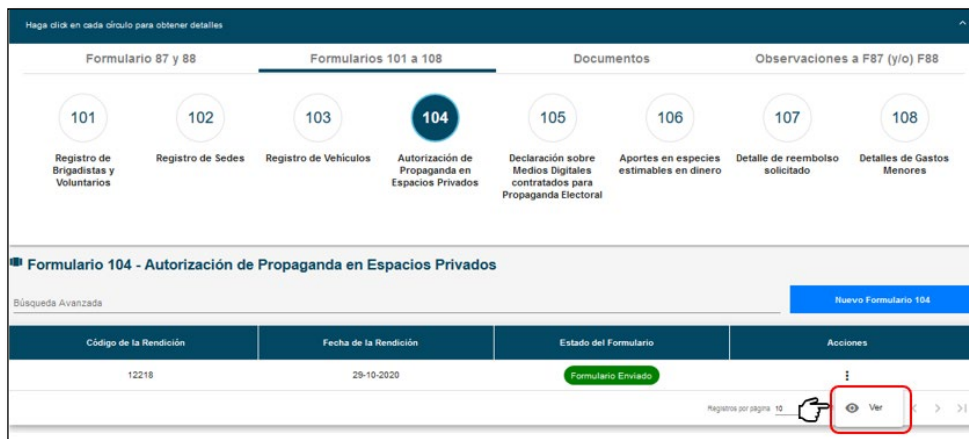 Haga click en cada círculo para obtener detalles
Formulario 87 y 88
Formularios 101 a 108
Documentos
Observaciones a F87 (y/o) F88
101
102
103
104
105
106
107
108
Registro de
Brigadistas y
Voluntarios
Registro de Sedes
Registro de Vehículos
Autorización de
Propaganda en
Espacios Privados
Declaración sobre
Medios Digitales
contratados para
Propaganda Electoral
Aportes en especies
estimables en dinero
Detalle de reembolso
solicitado
Detalles de Gastos
Menores
Formulario 104 - Autorización de Propaganda en Espacios Privados
Búsqueda Avanzada
Nuevo Formulario 104
Código de la Rendición
Fecha de la Rendición
Estado del Formulario
Acciones
12218
29-10-2020
Formulario Enviado
Registros por página 10
Ver